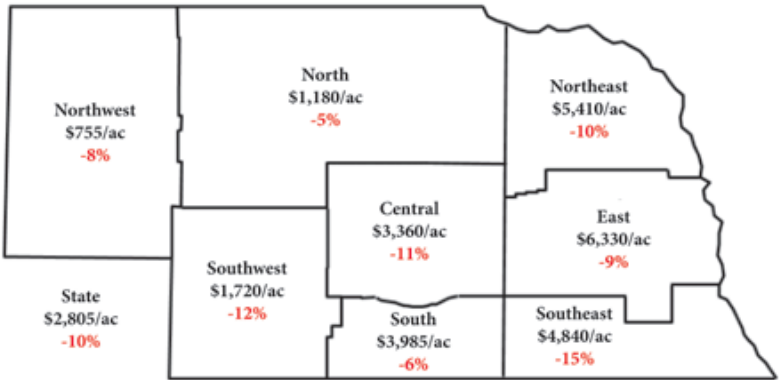 Northwest
$755/ac
-8%
North
$1,180/ac
-5%
Northeast
$5,410/ac
-10%
Central
$3,360/ac
-11%
East
$6,330/ac
-9%
Southwest
$1,720/ac
-12%
State
$2,805/ac
-10%
South
$3,985/ac
-6%
Southeast
$4,840/ac
-15%